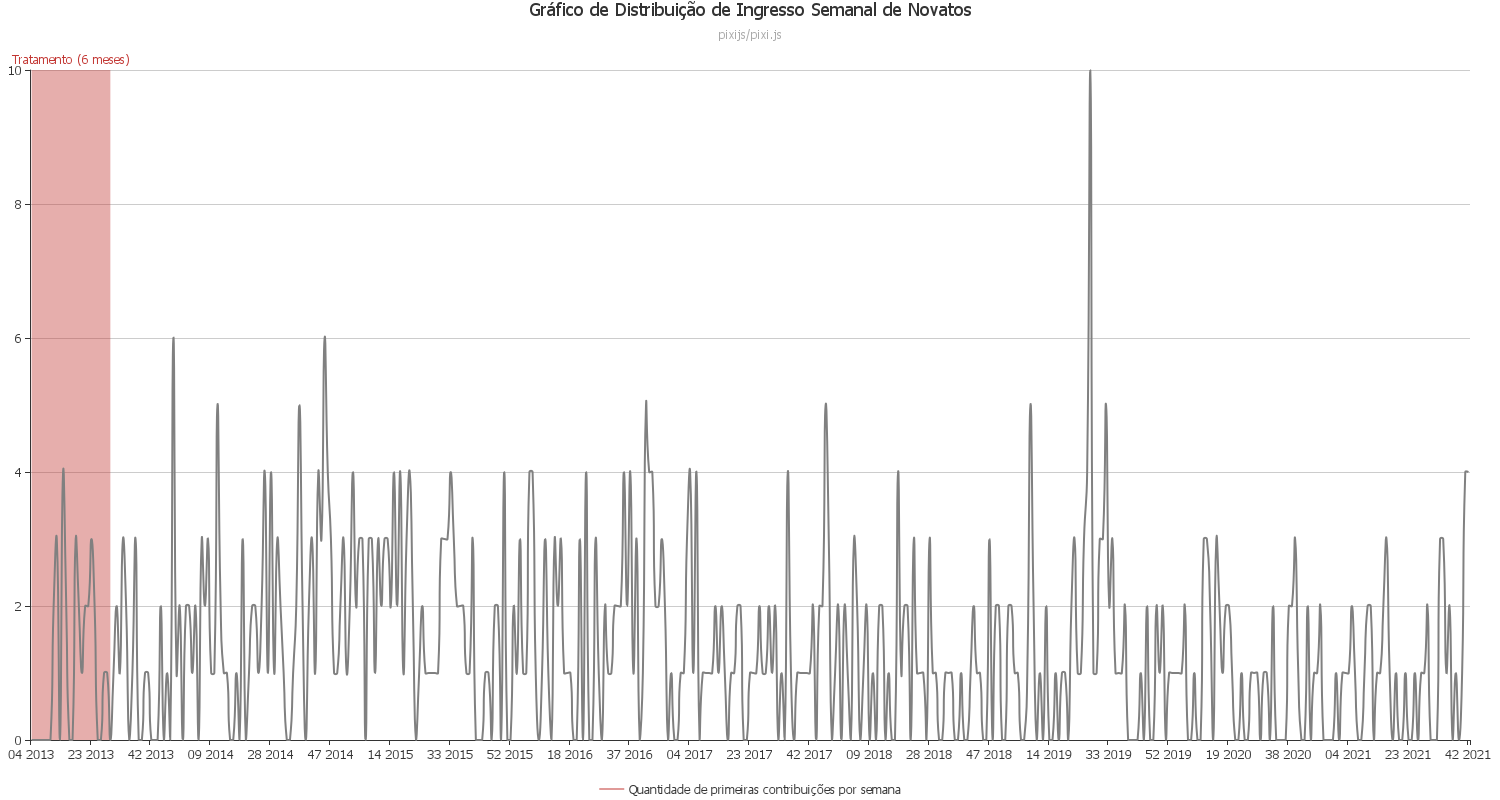 Gráfico de Distribuição de Ingresso Semanal de Novatos
pixijs/pixi.js
Tratamento (6 meses)
10
8
6
4
2
0
04 2013 23 2013 42 2013 09 2014 28 2014 47 2014 14 2015 33 2015 52 2015 18 2016 37 2016 04 2017 23 2017 42 2017 09 2018 28 2018 47 2018 14 2019 33 2019 52 2019 19 2020 38 2020 04 2021 23 2021 42 2021
Quantidade de primeiras contribuições por semana